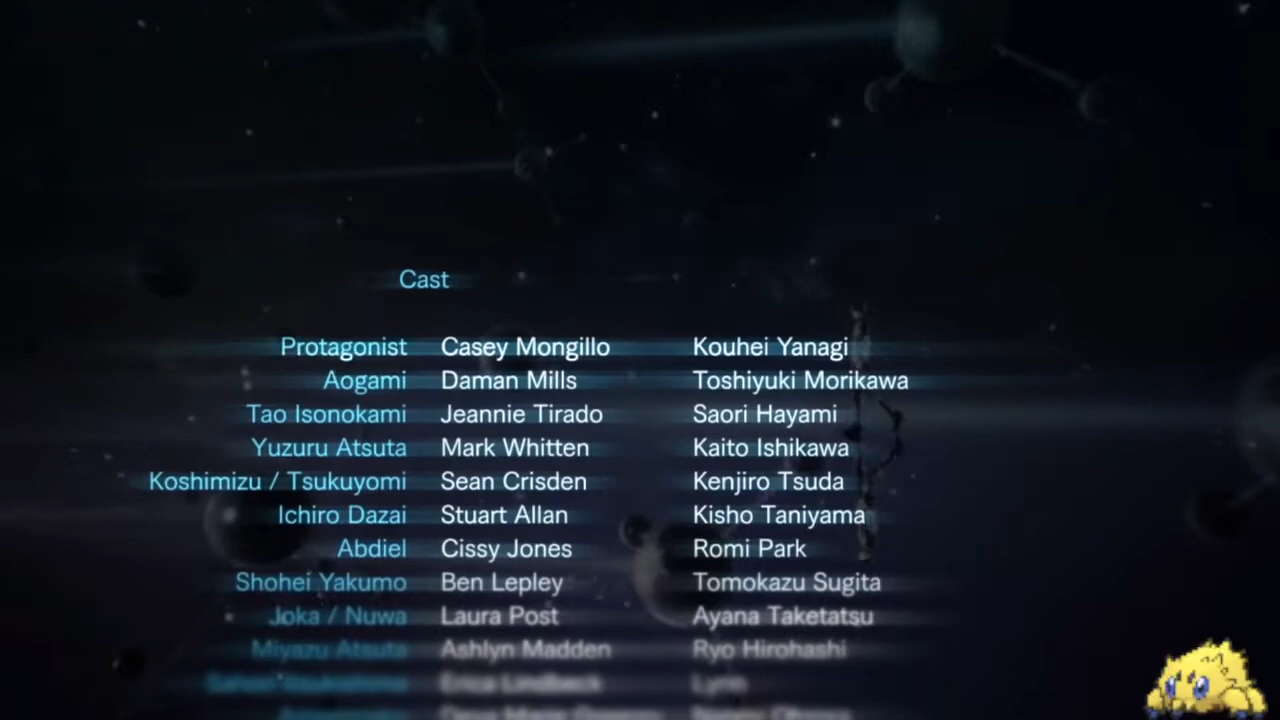 Cast
Protagonist Casey Mongillo Kouhei Yanagi
Aogami Daman Mills Toshiyuki Morikawa
Tao Isonokami Jeannie Tirado Saori Hayami
Yuzuru Atsuta Mark Whitten Kaito Ishikawa
Koshimizu / Tsukuyomi Sean Crisden Kenjiro Tsuda
Ichiro Dazai Stuart Allan Kisho Taniyama
Abdiel Cissy Jones Romi Park
Shohei Yakumo Ben Lepley Tomokazu Sugita
Joka / Nuwa Laura Post Ayana Taketatsu
Miyazu Atsuta Ashlyn Madden Ryo Hirohashi